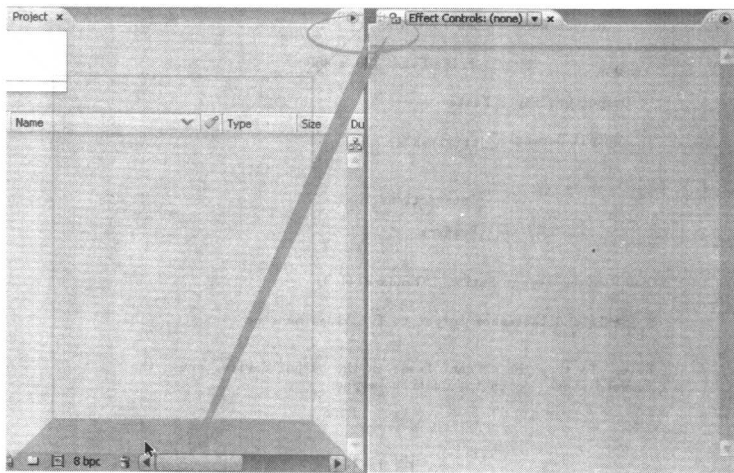 Project ×
Effect Controls: (none)
Name Type Size Du
8 bpc